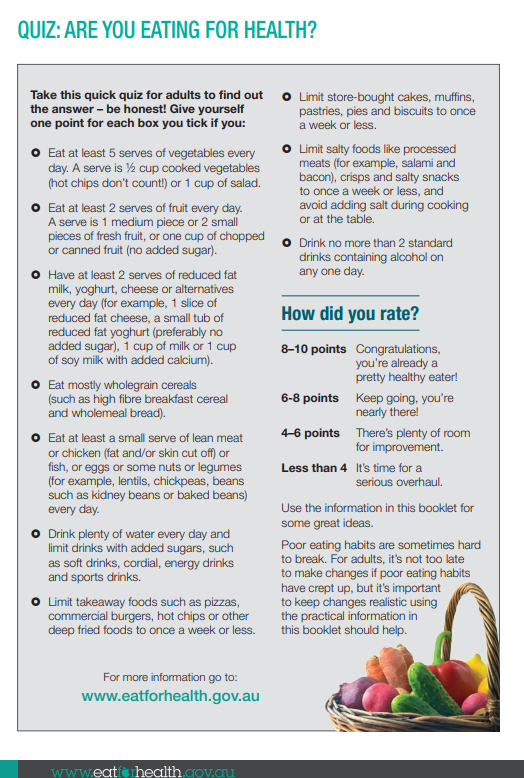 QUIZ: ARE YOU EATING FOR HEALTH?
Take this quick quiz for adults to find out
the answer – be honest! Give yourself
one point for each box you tick if you:
Eat at least 5 serves of vegetables every
day. A serve is ½ cup cooked vegetables
(hot chips don't count!) or 1 cup of salad.
Eat at least 2 serves of fruit every day.
A serve is 1 medium piece or 2 small
pieces of fresh fruit, or one cup of chopped
or canned fruit (no added sugar).
Have at least 2 serves of reduced fat
milk, yoghurt, cheese or alternatives
every day (for example, 1 slice of
reduced fat cheese, a small tub of
reduced fat yoghurt (preferably no
added sugar), 1 cup of milk or 1 cup
of soy milk with added calcium).
Eat mostly wholegrain cereals
(such as high fibre breakfast cereal
and wholemeal bread).
Eat at least a small serve of lean meat
or chicken (fat and/or skin cut off) or
fish, or eggs or some nuts or legumes
(for example, lentils, chickpeas, beans
such as kidney beans or baked beans)
every day.
Drink plenty of water every day and
limit drinks with added sugars, such
as soft drinks, cordial, energy drinks
and sports drinks.
Limit takeaway foods such as pizzas,
commercial burgers, hot chips or other
deep fried foods to once a week or less.
For more information go to:
www.eatforhealth.gov.au
Limit store-bought cakes, muffins,
pastries, pies and biscuits to once
a week or less.
Limit salty foods like processed
meats (for example, salami and
bacon), crisps and salty snacks
to once a week or less, and
avoid adding salt during cooking
or at the table.
Drink no more than 2 standard
drinks containing alcohol on
any one day.
How did you rate?
8–10 points Congratulations,
you're already a
pretty healthy eater!
6-8 points Keep going, you're
nearly there!
4–6 points There's plenty of room
for improvement.
Less than 4 It's time for a
serious overhaul.
Use the information in this booklet for
some great ideas.
Poor eating habits are sometimes hard
to break. For adults, it's not too late
to make changes if poor eating habits
have crept up, but it's important
to keep changes realistic using
the practical information in
this booklet should help.
www.eatforhealth.gov.au